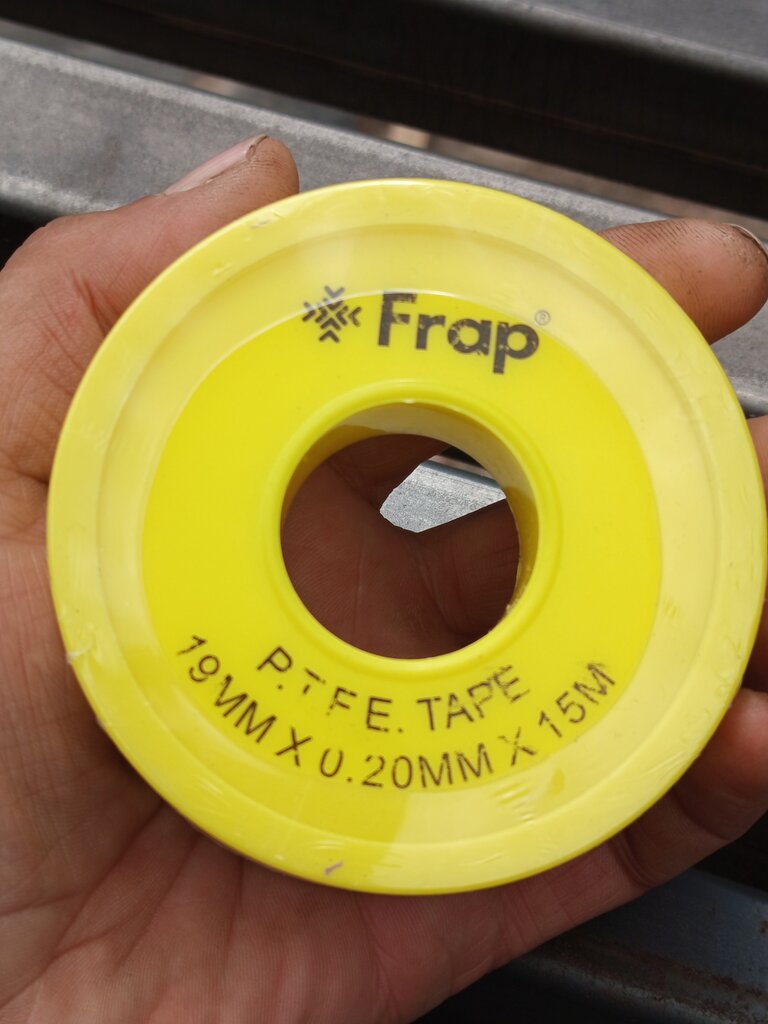 Frap®
P.T.F.E. TAPE
19MM X 0.20MM X 15M